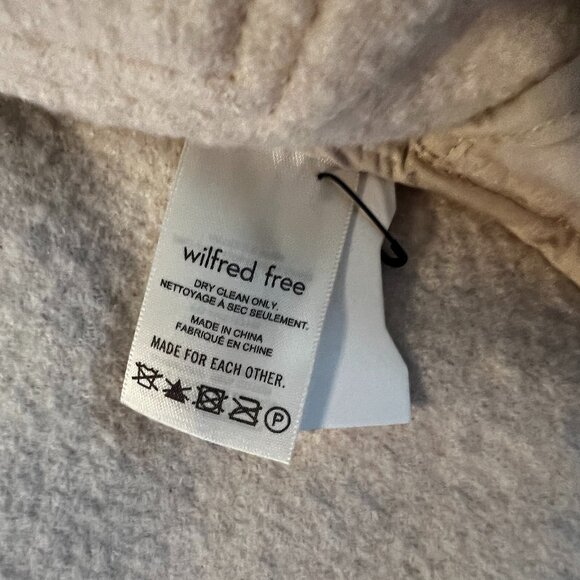 wilfred free
DRY CLEAN ONLY.
NETTOYAGE A SEC SEULEMENT.
MADE IN CHINA
FABRIQUÉ EN CHINE
MADE FOR EACH OTHER.
P